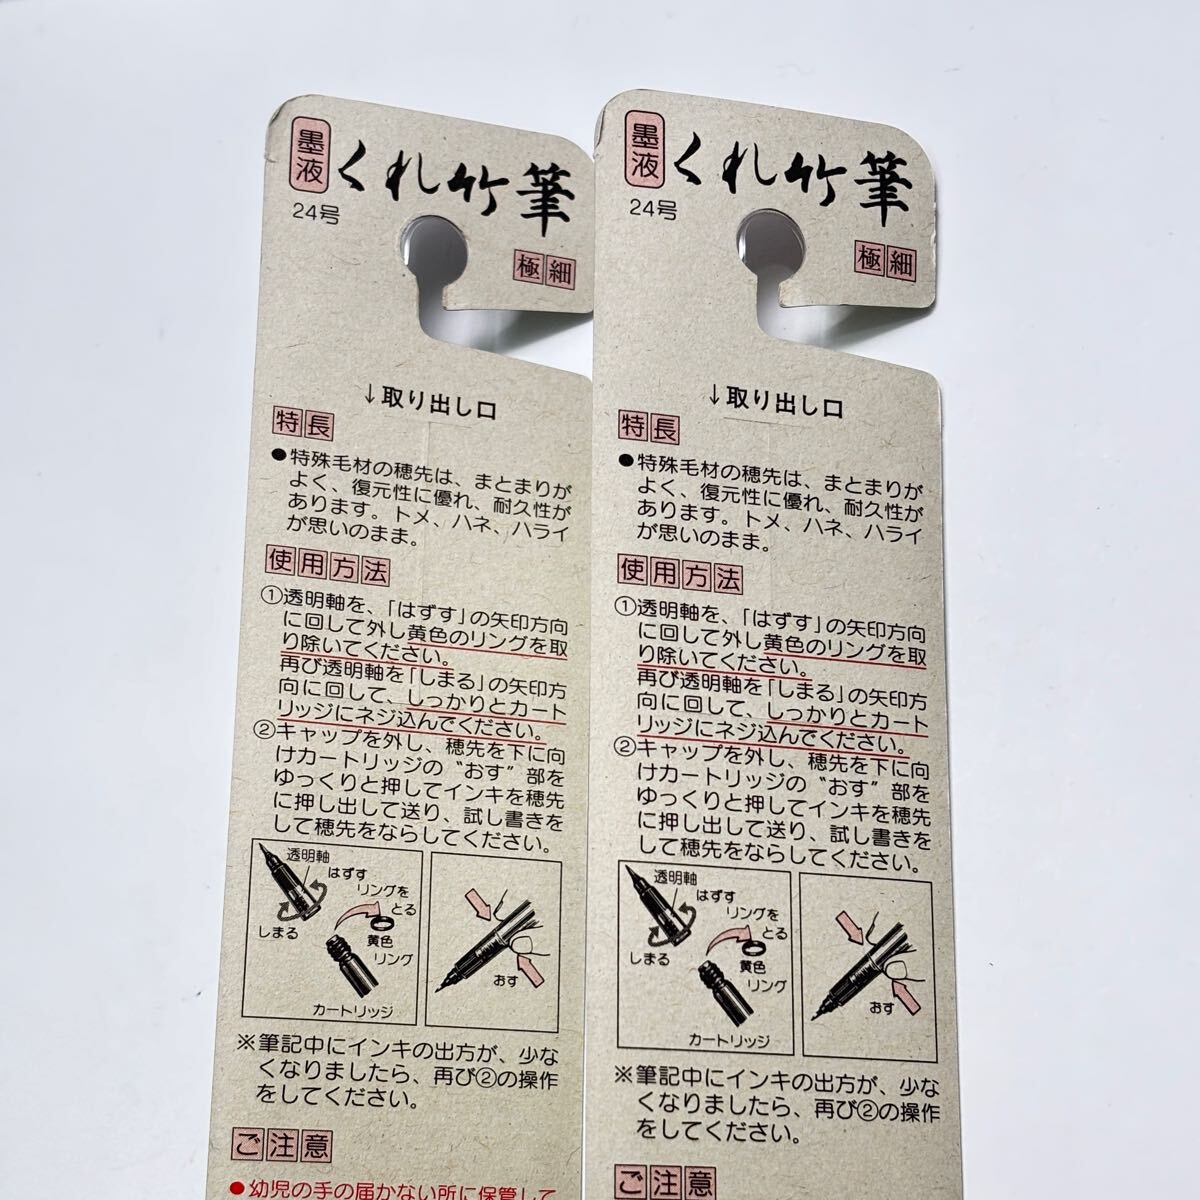 墨液
くれ竹筆
24号
極細
↓取り出し口
特長
●特殊毛材の穂先は、まとまりが
よく、復元性に優れ、耐久性が
あります。トメ、ハネ、ハライ
が思いのまま。
使用方法
①透明軸を、「はずす」の矢印方向
に回して外し黄色のリングを取
り除いてください。
再び透明軸を「しまる」の矢印方
向に回して、しっかりとカート
リッジにネジ込んでください。
②キャップを外し、穂先を下に向
けカートリッジの“おす”部を
ゆっくりと押してインキを穂先
に押し出して送り、試し書きを
して穂先をならしてください。
透明軸
はずす
リングを
とる
しまる
黄色
リング
カートリッジ
おす
※筆記中にインキの出方が、少な
くなりましたら、再び②の操作
をしてください。
ご注意
●幼児の手の届かない所に保管して
墨液
くれ竹筆
24号
極細
↓取り出し口
特長
●特殊毛材の穂先は、まとまりが
よく、復元性に優れ、耐久性が
あります。トメ、ハネ、ハライ
が思いのまま。
使用方法
①透明軸を、「はずす」の矢印方向
に回して外し黄色のリングを取
り除いてください。
再び透明軸を「しまる」の矢印方
向に回して、しっかりとカート
リッジにネジ込んでください。
②キャップを外し、穂先を下に向
けカートリッジの“おす”部を
ゆっくりと押してインキを穂先
に押し出して送り、試し書きを
して穂先をならしてください。
透明軸
はずす
リングを
とる
しまる
黄色
リング
カートリッジ
おす
※筆記中にインキの出方が、少な
くなりましたら、再び②の操作
をしてください。
ご注意